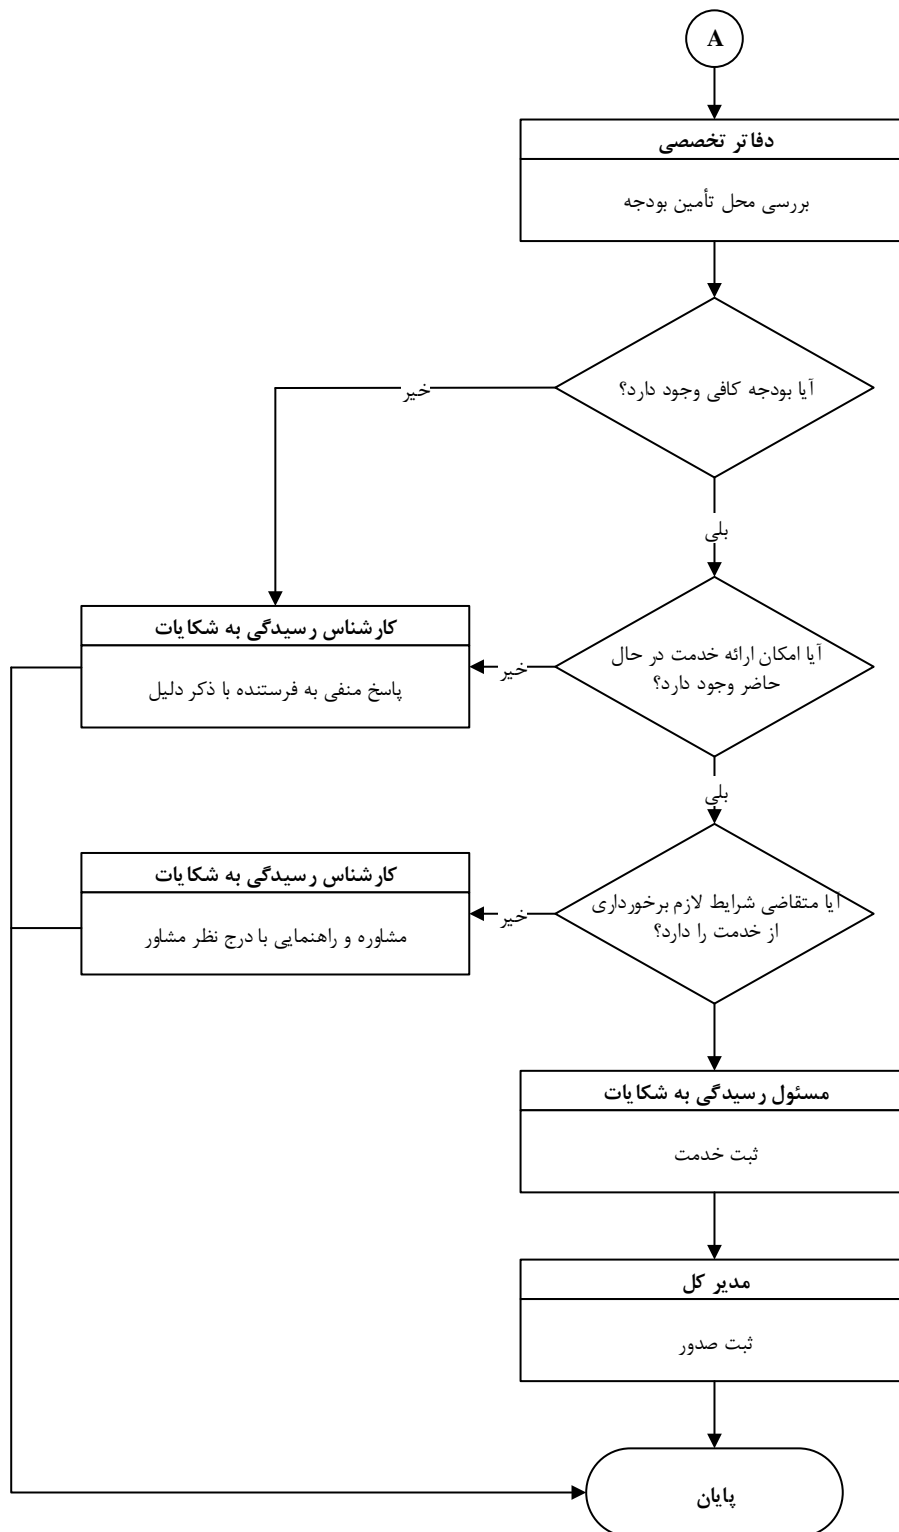 A
دفاتر تخصصی
بررسی محل تأمین بودجه
آیا بودجه کافی وجود دارد؟
خیر
بلی
کارشناس رسیدگی به شکایات
پاسخ منفی به فرستنده با ذکر دلیل
خیر
آیا امکان ارائه خدمت در حال
حاضر وجود دارد؟
بلی
کارشناس رسیدگی به شکایات
مشاوره و راهنمایی با درج نظر مشاور
خیر
آیا متقاضی شرایط لازم برخورداری
از خدمت را دارد؟
مسئول رسیدگی به شکایات
ثبت خدمت
مدیر کل
ثبت صدور
پایان